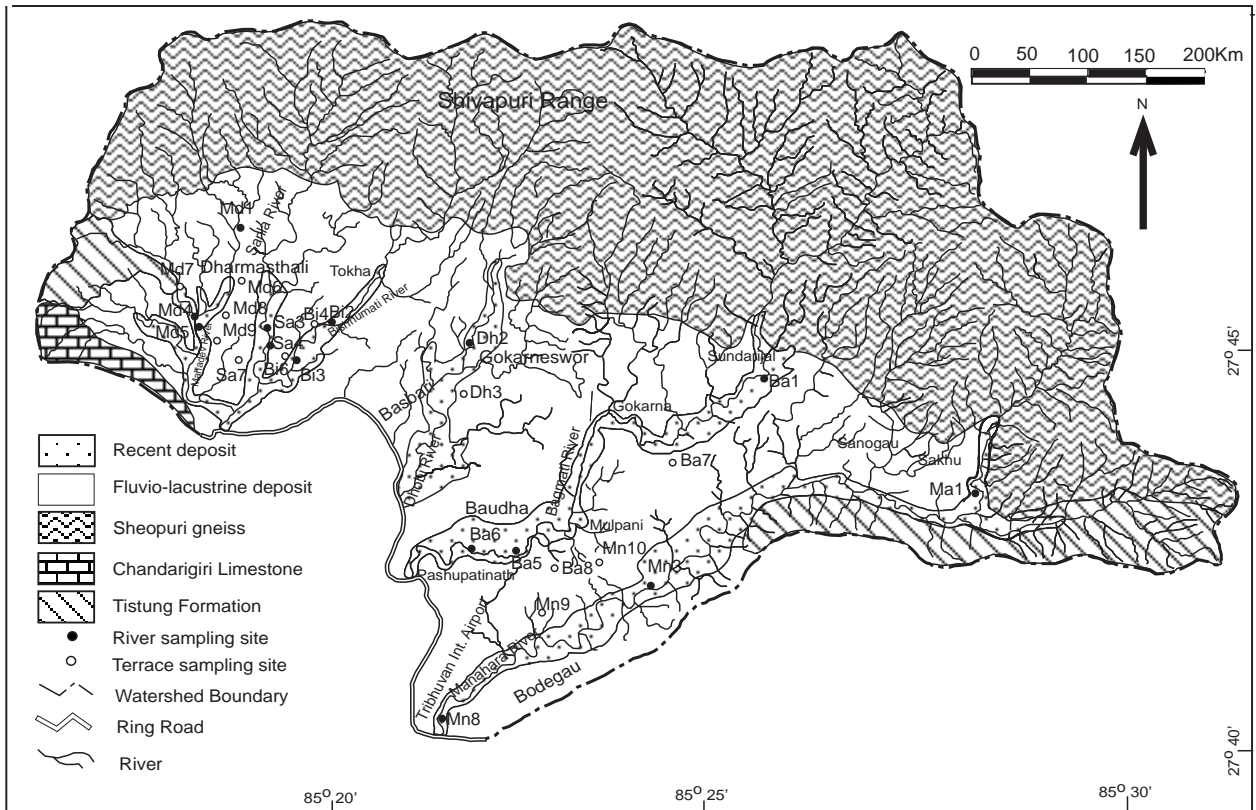 0 50 100 150 200Km
N
Shivapuri Range
Md1
Sanla River
Md7
Dharmasthali
Md6
Tokha
Md4
Md8
Sa3
Bi4
Bi2
Bishnumati River
Md5
Md9
Sa4
Mahadev River
Sa7
Bi6
Bi3
Dh2
Gokarneswor
Sundarijal
Ba1
27° 45'
Basbari
Dh3
Gokarna
Dhobi River
Bagmati River
Ba7
Sanogau
Sakhu
Ma1
Baudha
Mulpani
Ba6
Ba5
Ba8
Mn10
Mn3
Pashupatinath
Mn9
Tribhuvan Int. Airport
Manahara River
Bodegau
Mn8
27° 40'
Recent deposit
Fluvio-lacustrine deposit
Sheopuri gneiss
Chandarigiri Limestone
Tistung Formation
River sampling site
Terrace sampling site
Watershed Boundary
Ring Road
River
85° 20' 85° 25' 85° 30'